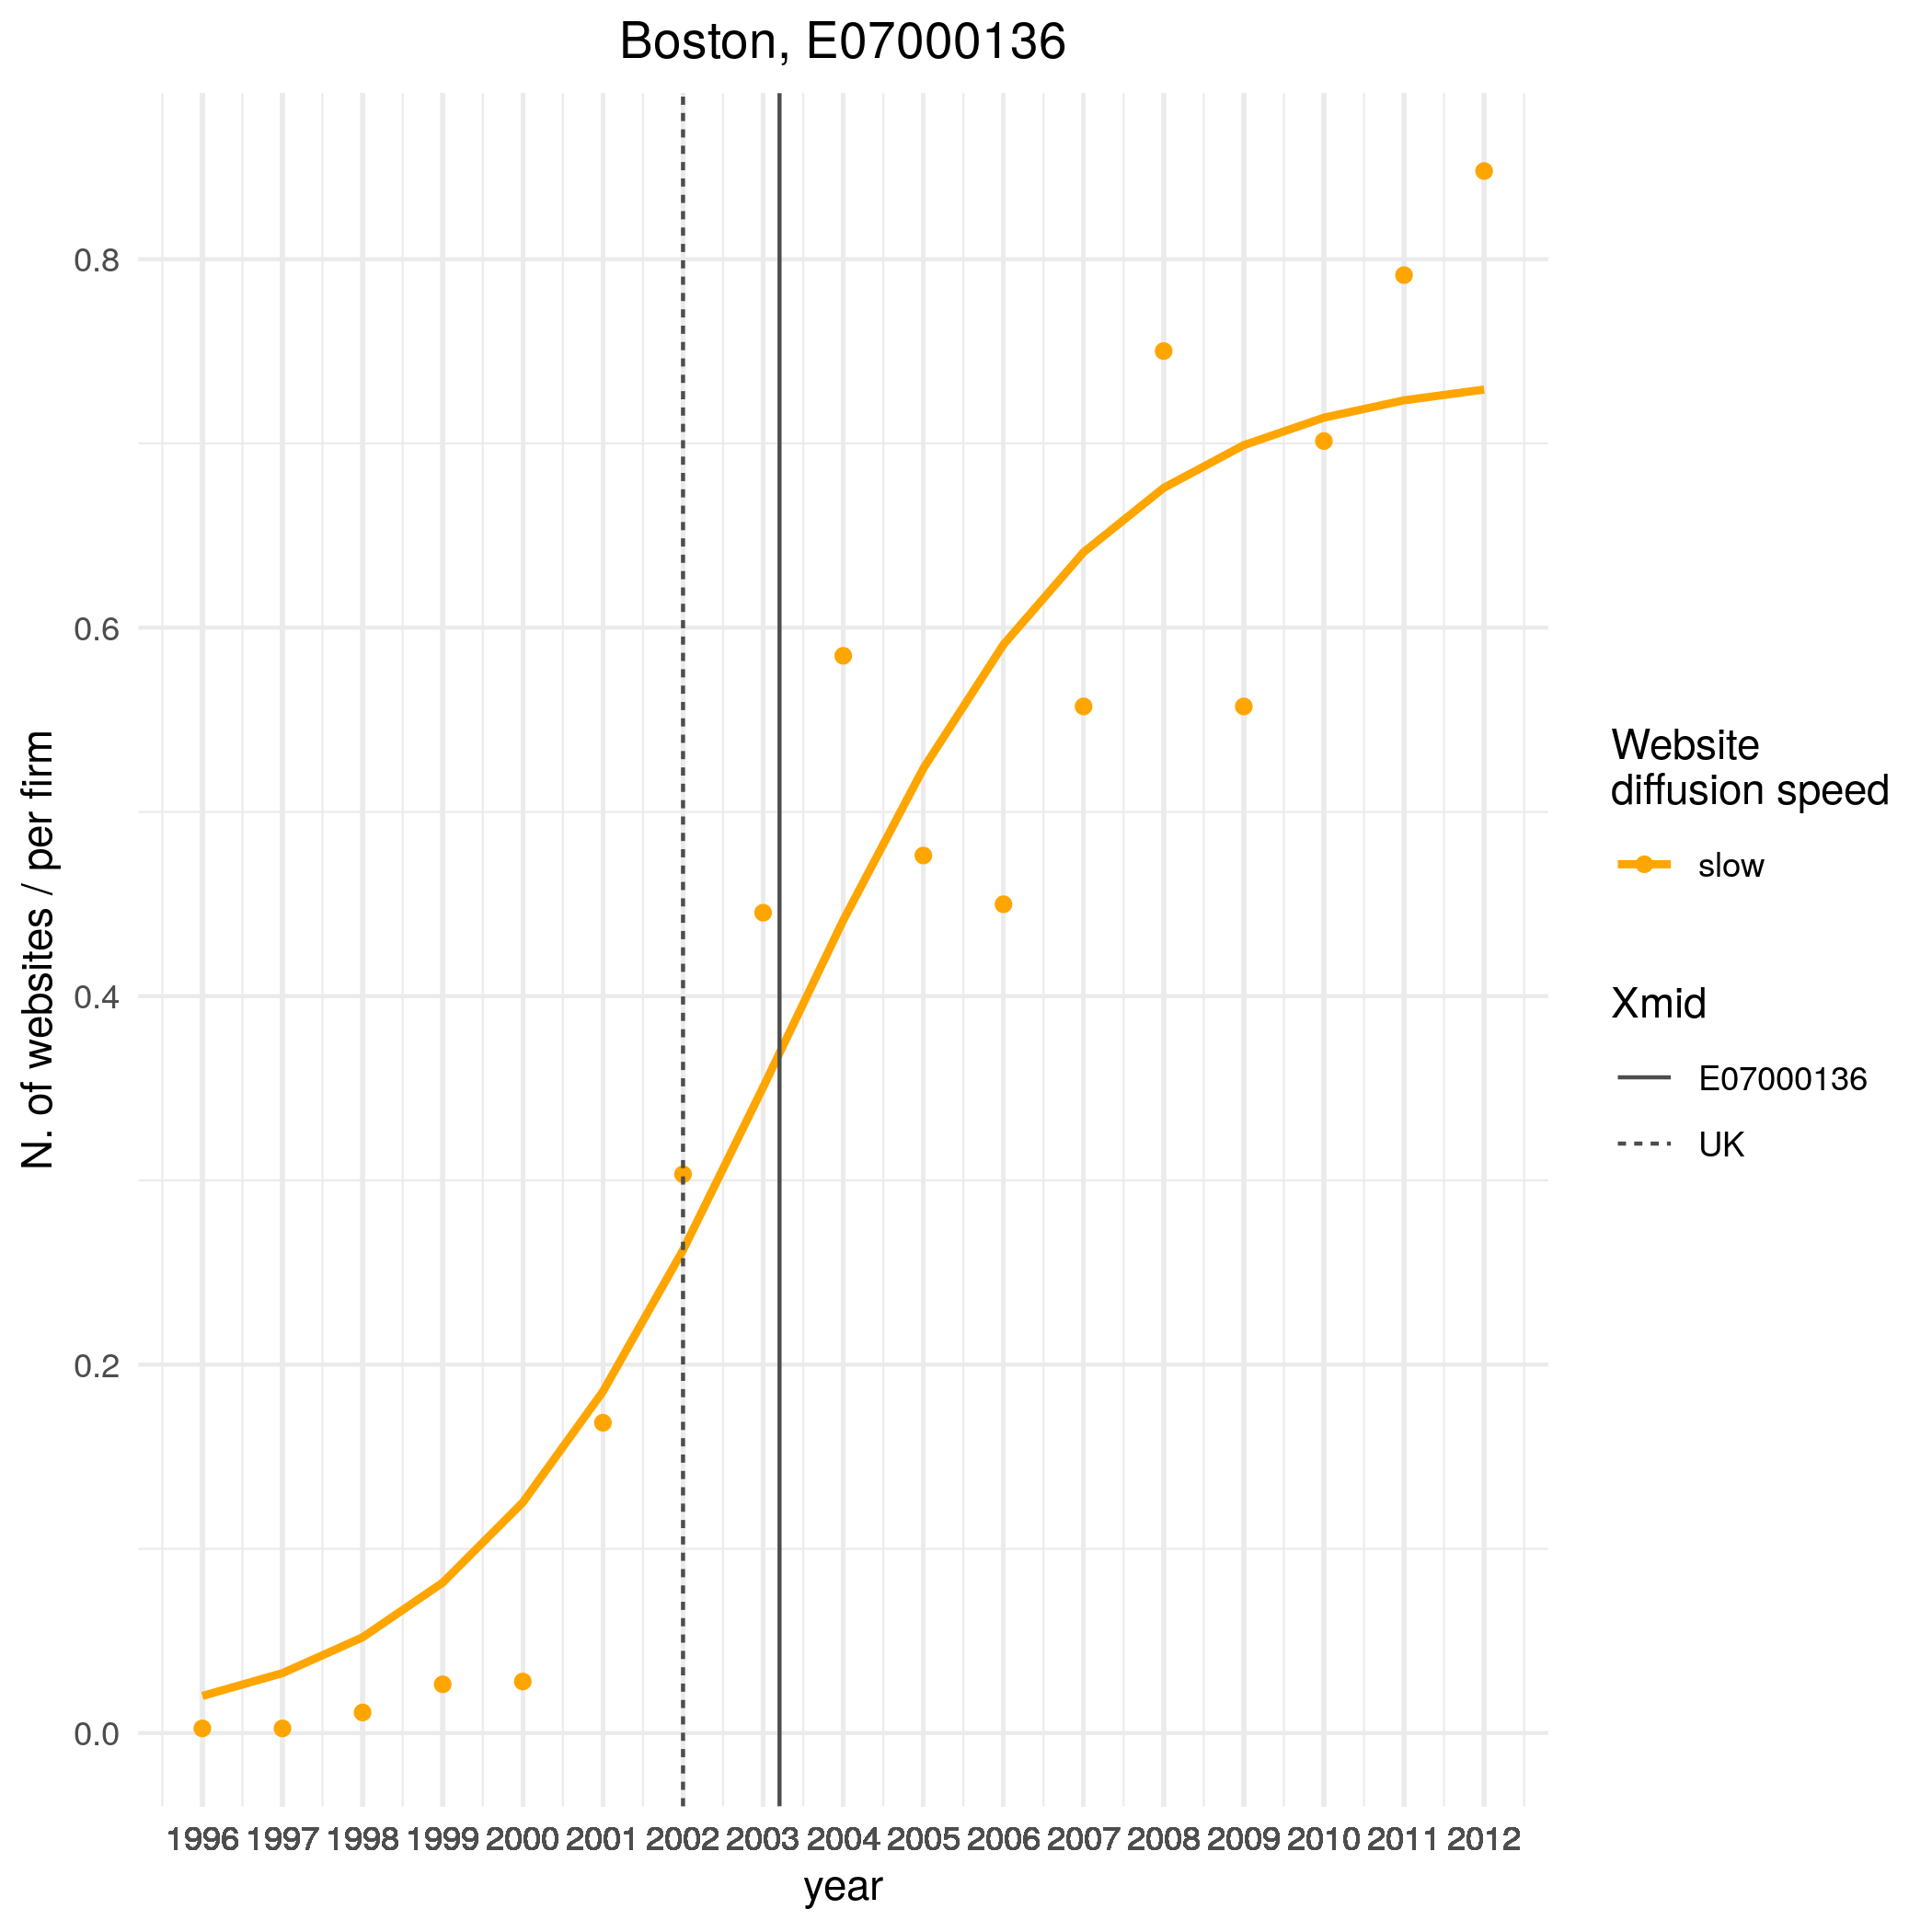 Boston, E07000136
N. of websites / per firm
0.8
0.6
0.4
0.2
0.0
1996 1997 1998 1999 2000 2001 2002 2003 2004 2005 2006 2007 2008 2009 2010 2011 2012
year
Website
diffusion speed
slow
Xmid
E07000136
UK